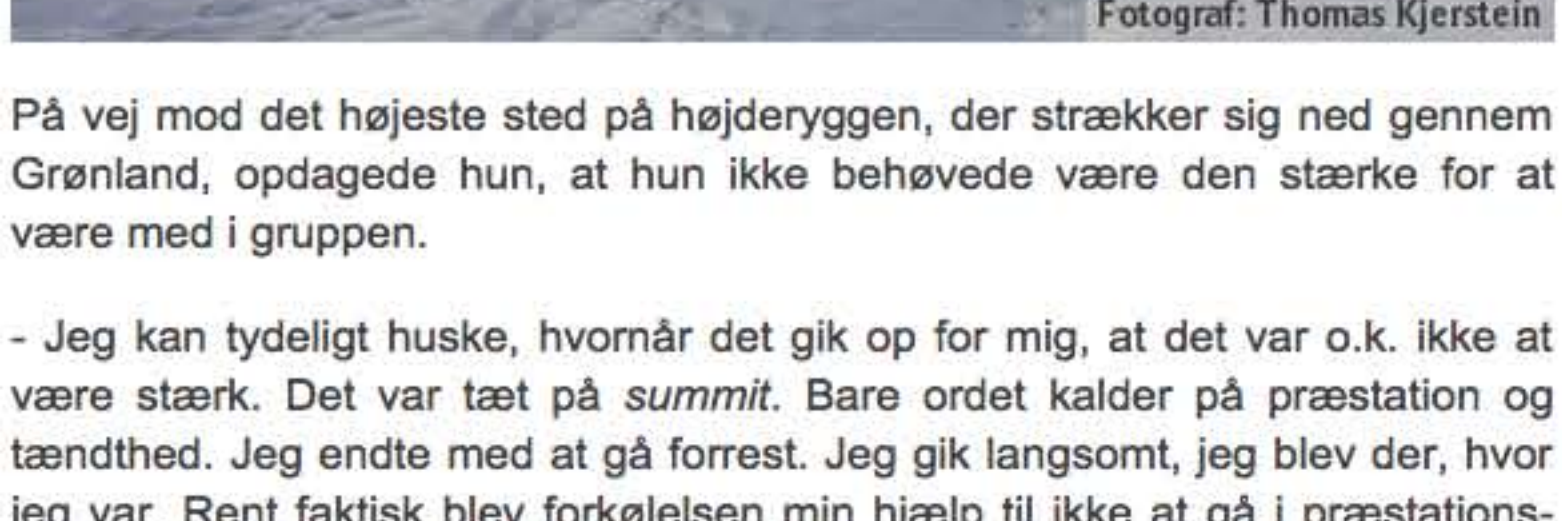 Fotograf: Thomas Kjerstein
På vej mod det højeste sted på højderyggen, der strækker sig ned gennem
Grønland, opdagede hun, at hun ikke behøvede være den stærke for at
være med i gruppen.
- Jeg kan tydeligt huske, hvornår det gik op for mig, at det var o.k. ikke at
være stærk. Det var tæt på summit. Bare ordet kalder på præstation og
tændthed. Jeg endte med at gå forrest. Jeg gik langsomt, jeg blev der, hvor
jeg var. Rent faktisk blev forkølelsen min hjælp til ikke at gå i præstations-